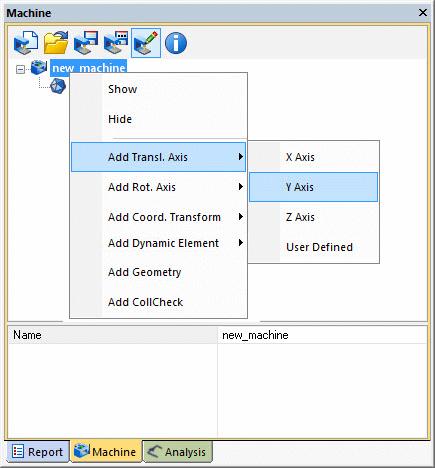 Machine
new_machine
Show
Hide
Add Transl. Axis
X Axis
Add Rot. Axis
Y Axis
Add Coord. Transform
Z Axis
Add Dynamic Element
User Defined
Add Geometry
Add CollCheck
Name new_machine
Report Machine Analysis